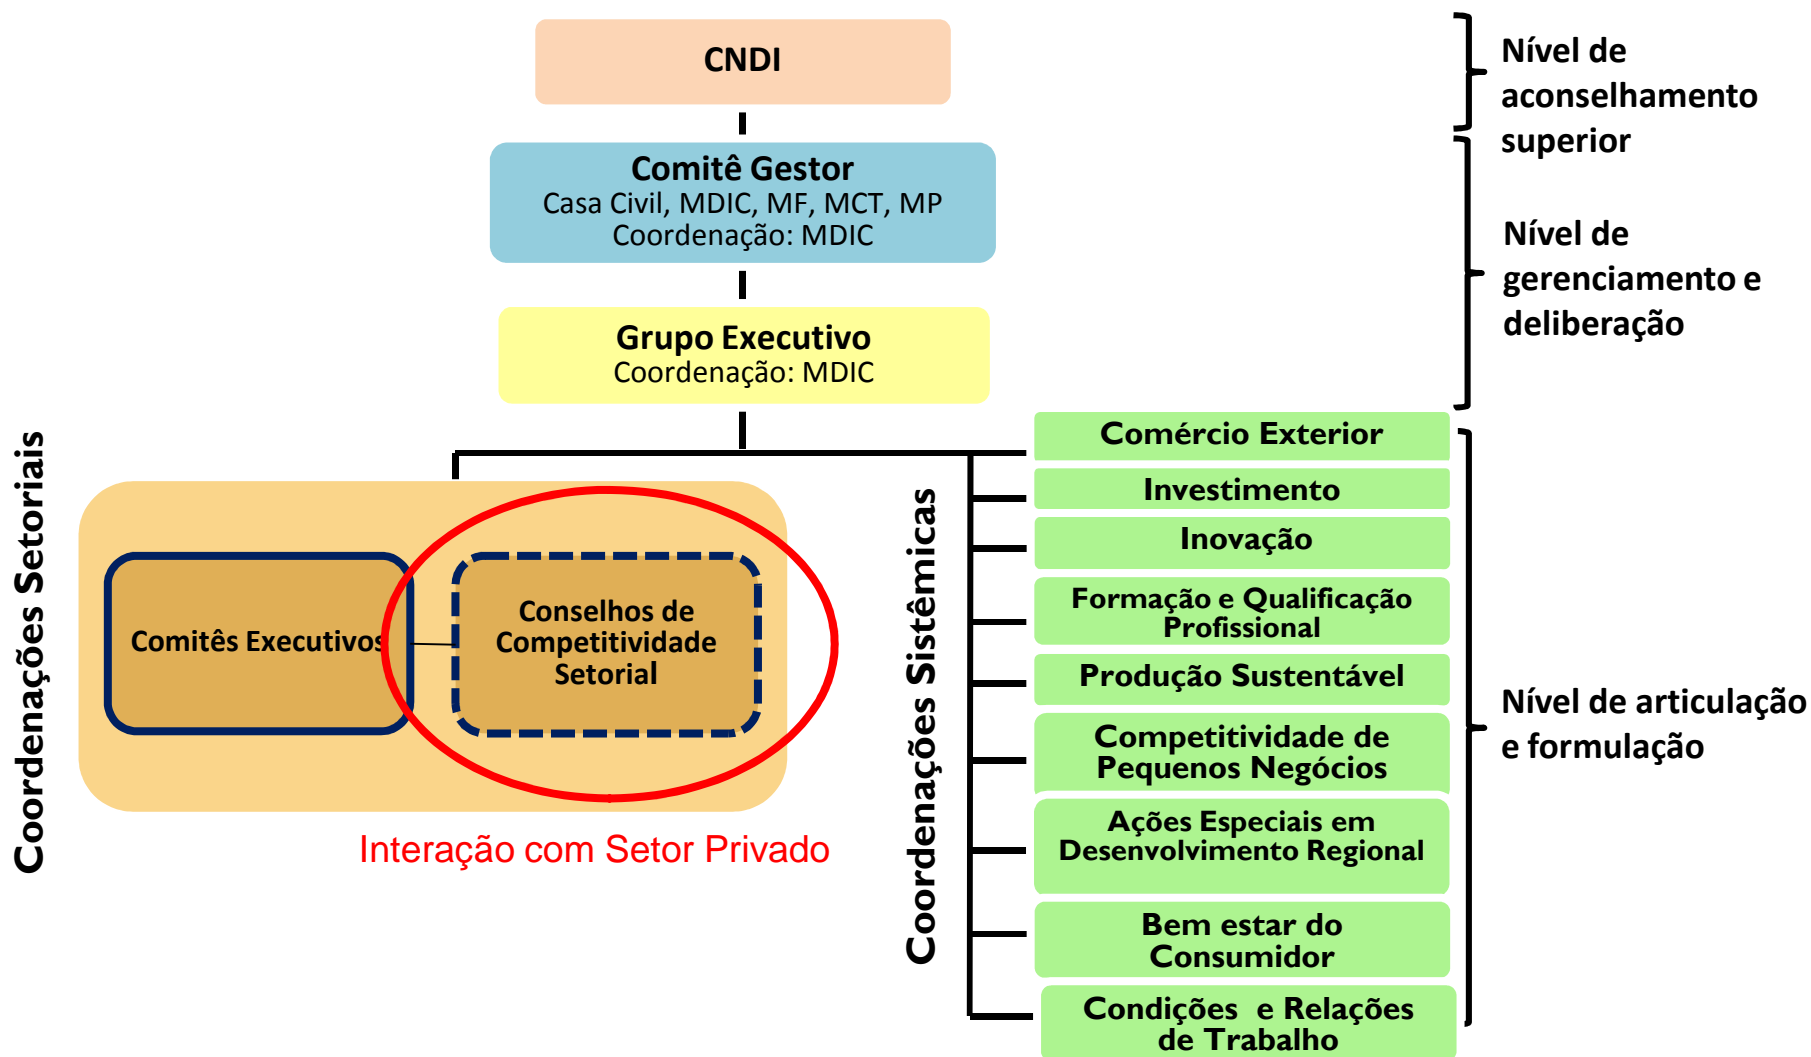 CNDI
Nível de
aconselhamento
superior
Comitê Gestor
Casa Civil, MDIC, MF, MCT, MP
Coordenação: MDIC
Nível de
gerenciamento e
deliberação
Grupo Executivo
Coordenação: MDIC
Coordenações Setoriais
Comitês Executivos
Conselhos de
Competitividade
Setorial
Interação com Setor Privado
Coordenações Sistêmicas
Comércio Exterior
Investimento
Inovação
Formação e Qualificação
Profissional
Produção Sustentável
Competitividade de
Pequenos Negócios
Ações Especiais em
Desenvolvimento Regional
Bem estar do
Consumidor
Condições e Relações
de Trabalho
Nível de articulação
e formulação